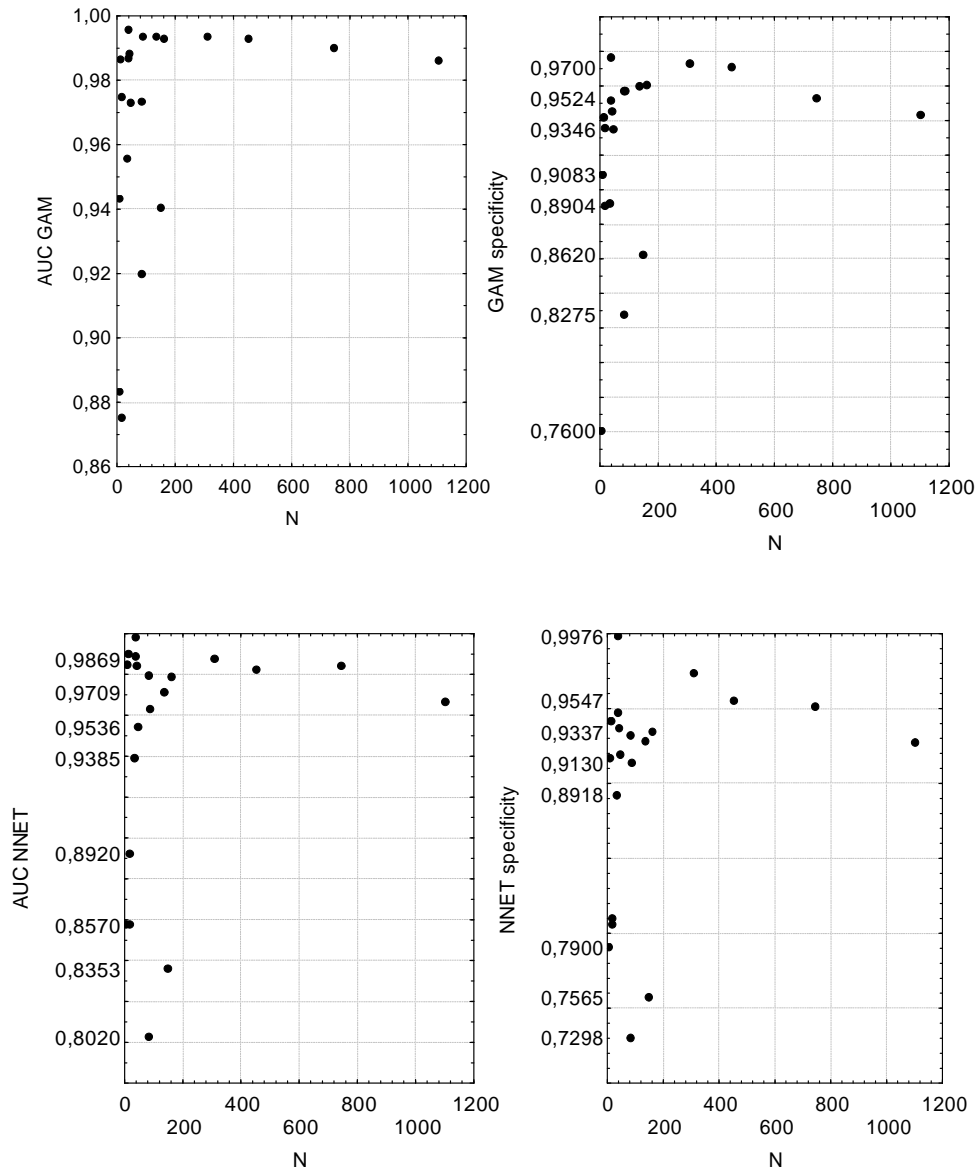 1,00
0,98
0,96
0,94
0,92
0,90
0,88
0,86
AUC GAM
0 200 400 600 800 1000 1200
N
0,9700
0,9524
0,9346
0,9083
0,8904
0,8620
0,8275
0,7600
GAM specificity
0 400 800 1200
200 600 1000
N
0,9869
0,9709
0,9536
0,9385
0,8920
0,8570
0,8353
0,8020
AUC NNET
0 400 800 1200
200 600 1000
N
0,9976
0,9547
0,9337
0,9130
0,8918
0,7900
0,7565
0,7298
NNET specificity
0 400 800 1200
200 600 1000
N